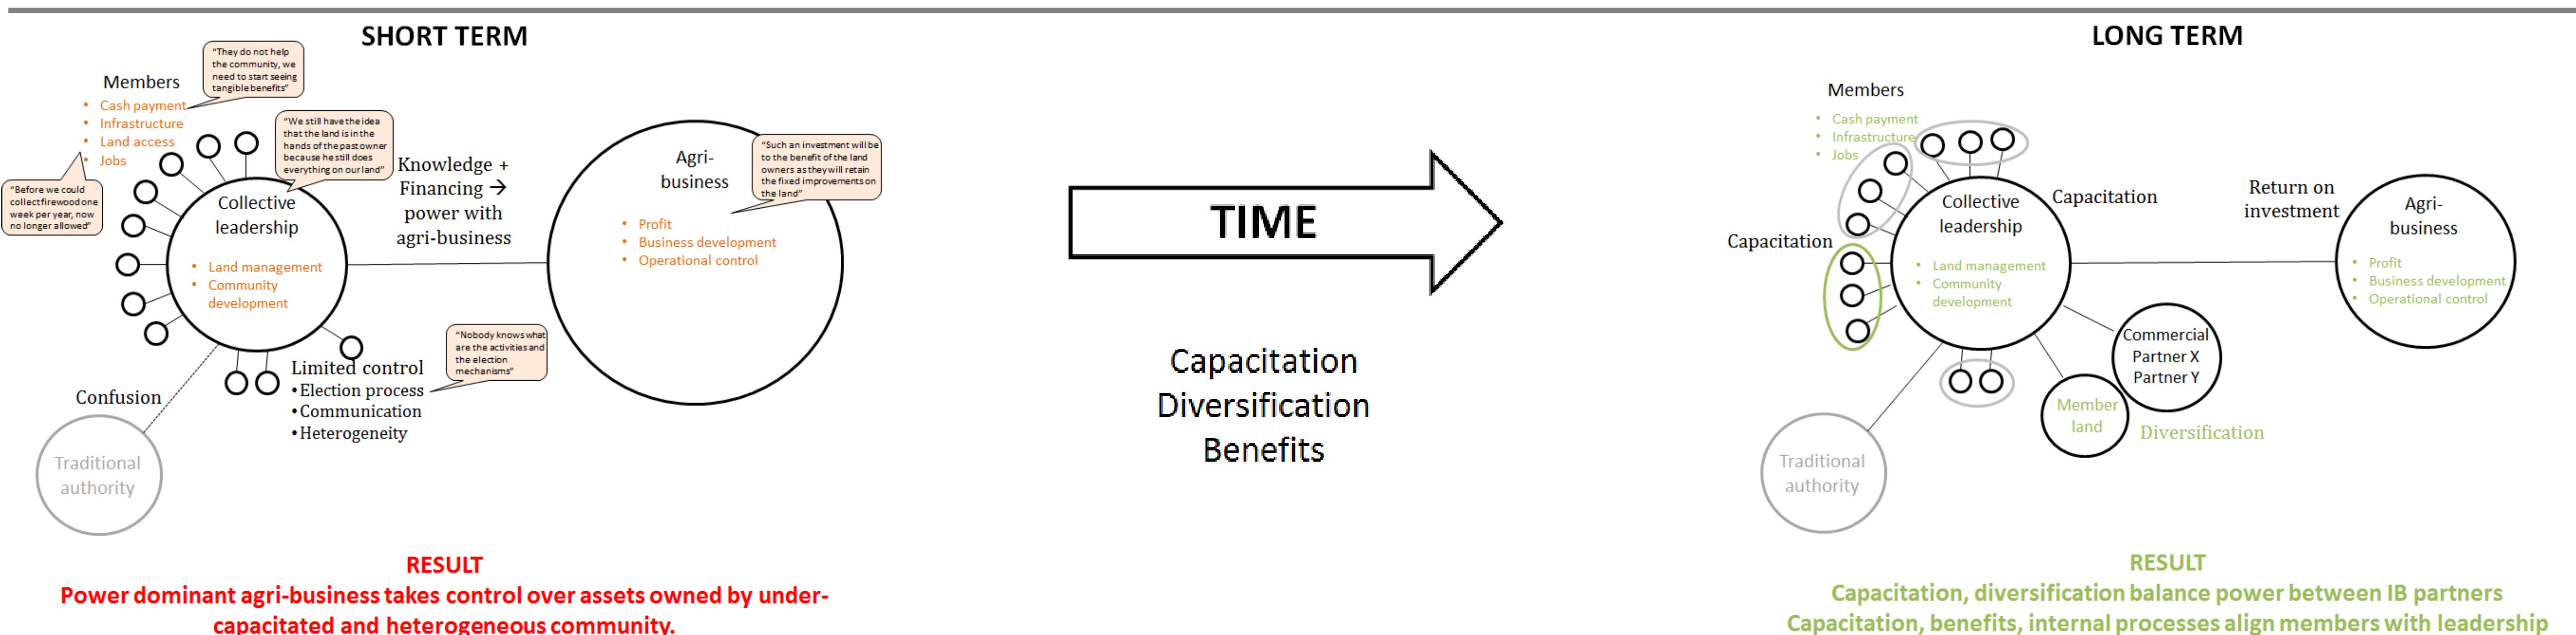 SHORT TERM
"They do not help
the community, we
need to start seeing
tangible benefits"
Members
• Cash payment
• Infrastructure
• Land access
• Jobs
"We still have the idea
that the land is in the
hands of the past owner
because he still does
everything on our land"
"Before we could
collect firewood one
week per year, now
no longer allowed"
Collective
leadership
• Land management
• Community
development
Knowledge +
Financing →
power with
agri-business
Agri-
business
"Such an investment will be
to the benefit of the land
owners as they will retain
the fixed improvements on
the land"
• Profit
• Business development
• Operational control
"Nobody knows what
are the activities and
the election
mechanisms"
Limited control
•Election process
•Communication
•Heterogeneity
Confusion
Traditional
authority
RESULT
Power dominant agri-business takes control over assets owned by under-
capacitated and heterogeneous community.
TIME
Capacitation
Diversification
Benefits
LONG TERM
Members
• Cash payment
• Infrastructure
• Jobs
Capacitation
Collective
leadership
• Land management
• Community
development
Capacitation
Return on
investment
Agri-
business
• Profit
• Business development
• Operational control
Commercial
Partner X
Partner Y
Member
land
Diversification
Traditional
authority
RESULT
Capacitation, diversification balance power between IB partners
Capacitation, benefits, internal processes align members with leadership